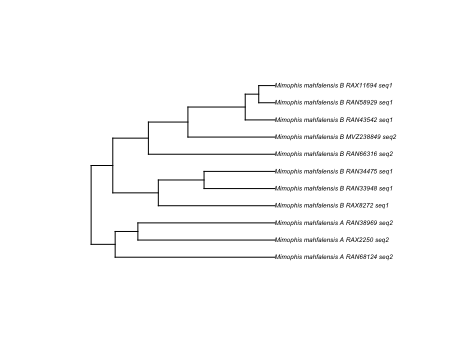 Mimophis mahfalensis B RAX11694 seq1
Mimophis mahfalensis B RAN58929 seq1
Mimophis mahfalensis B RAN43542 seq1
Mimophis mahfalensis B MVZ238849 seq2
Mimophis mahfalensis B RAN66316 seq2
Mimophis mahfalensis B RAN34475 seq1
Mimophis mahfalensis B RAN33948 seq1
Mimophis mahfalensis B RAX8272 seq1
Mimophis mahfalensis A RAN38969 seq2
Mimophis mahfalensis A RAX2250 seq2
Mimophis mahfalensis A RAN68124 seq2